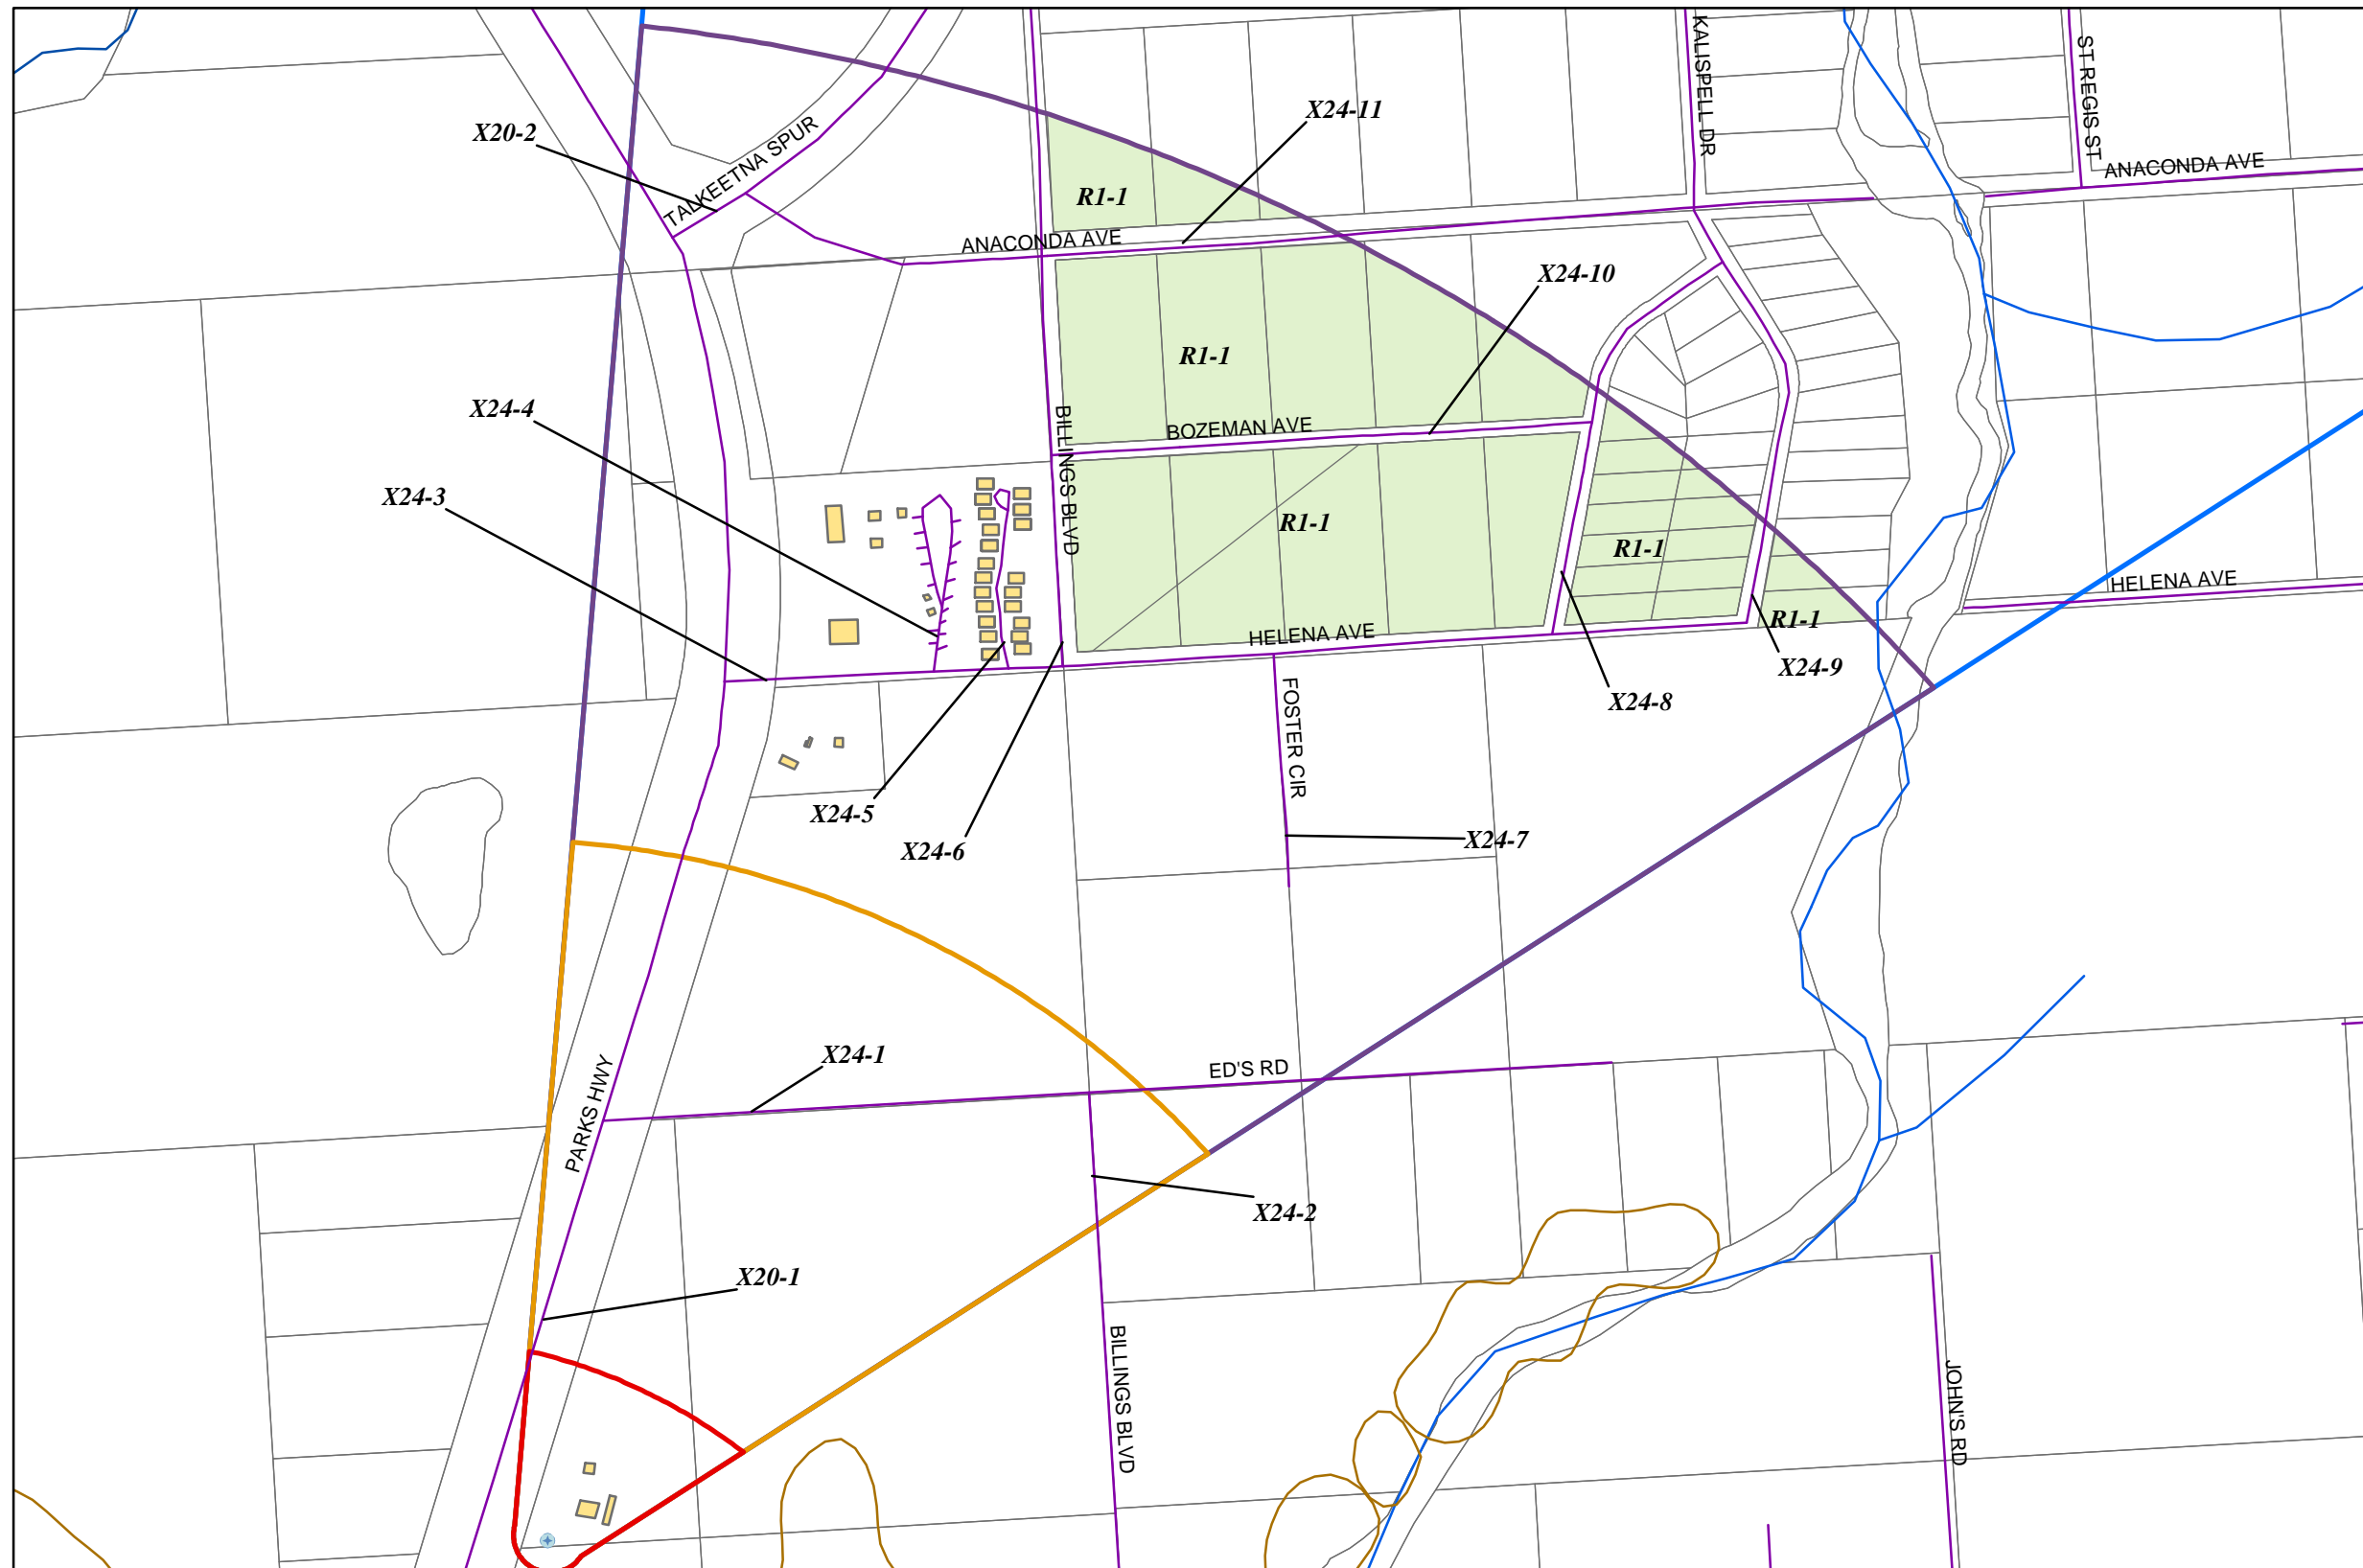 KALISPELL DR
ST REGIS ST
X24-11
X20-2
TALKEETNA SPUR
ANACONDA AVE
R1-1
ANACONDA AVE
X24-10
R1-1
X24-4
BILLINGS BLVD
BOZEMAN AVE
X24-3
R1-1
R1-1
HELENA AVE
R1-1
HELENA AVE
X24-9
X24-8
FOSTER CIR
X24-5
X24-6
X24-7
X24-1
PARKS HWY
ED'S RD
X24-2
X20-1
BILLINGS BLVD
JOHN'S RD